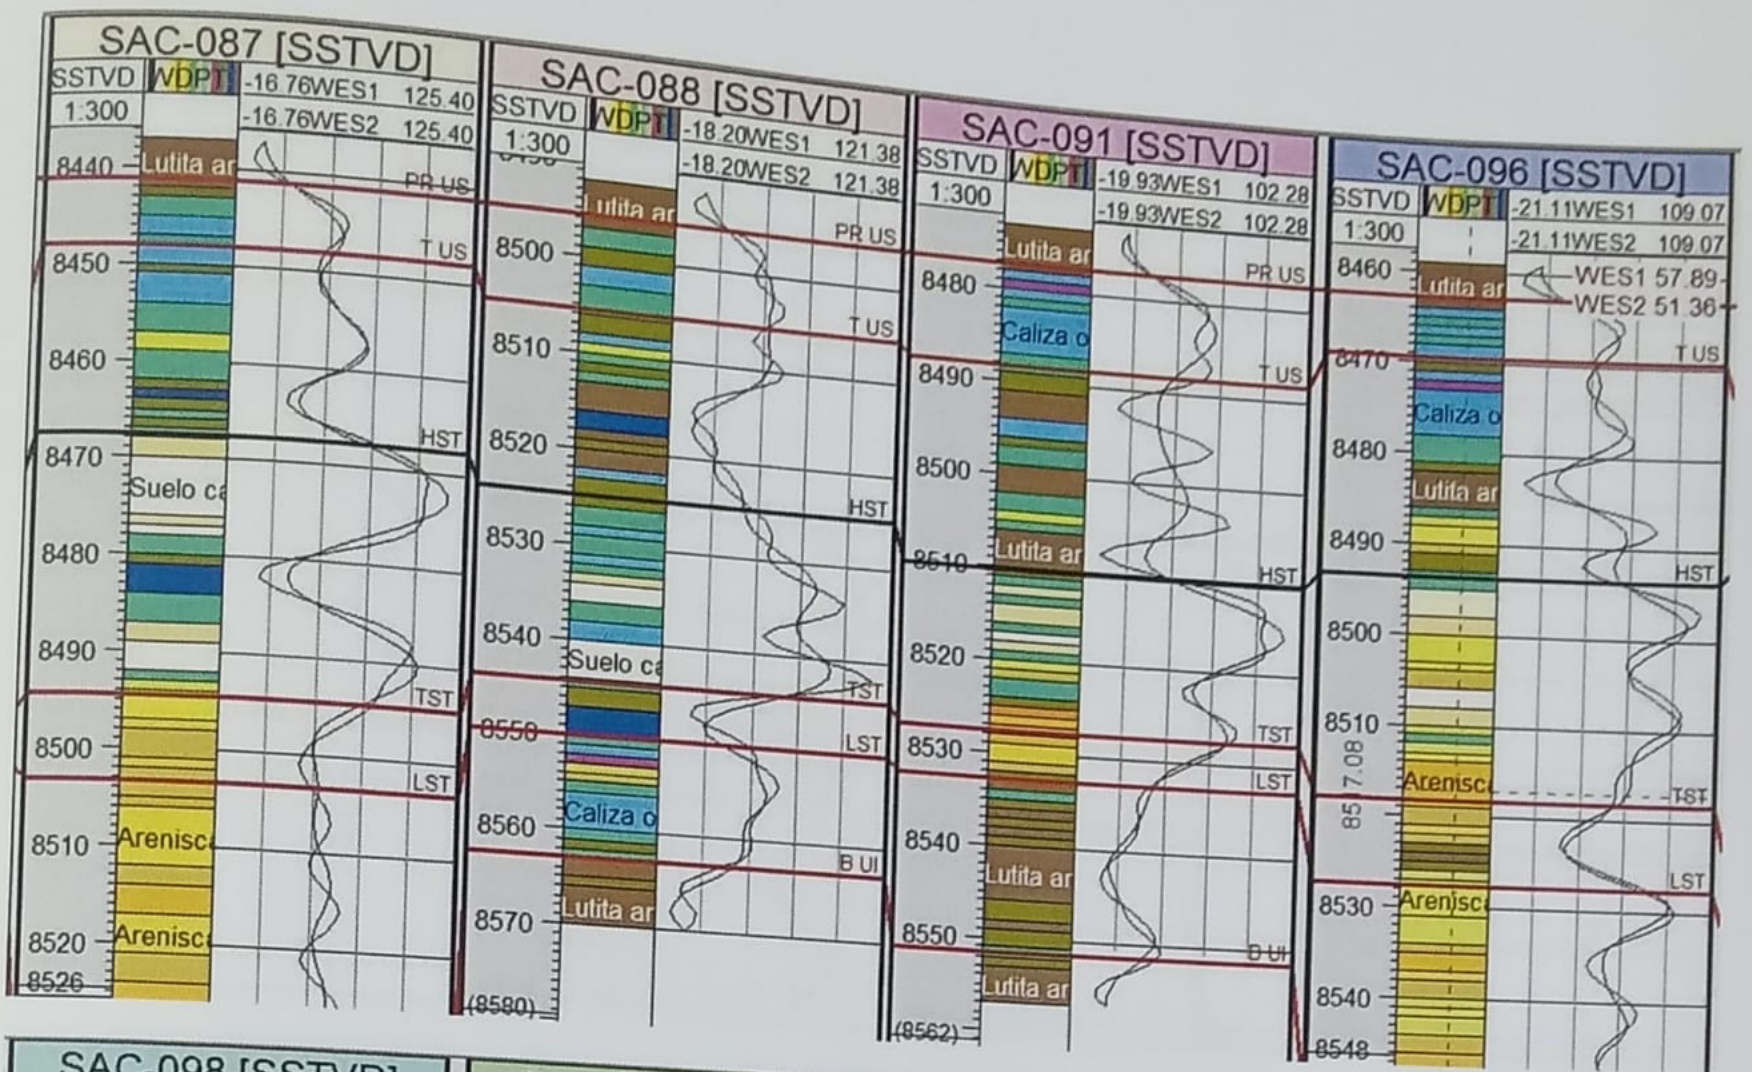 SAC-087 [SSTVD]
SSTVD WDPT -16.76WES1 125.40
1:300 -16.76WES2 125.40
8440
Lutita ar
PR US
T US
8450
8460
HST
8470
Suelo ca
8480
8490
TST
8500
LST
8510
Arenisca
8520
Arenisca
8526
SAC-088 [SSTVD]
SSTVD WDPT -18.20WES1 121.38
1:300 -18.20WES2 121.38
Lutita ar
PR US
8500
T US
8510
8520
HST
8530
8540
Suelo ca
TST
8550
LST
Caliza o
8560
B UI
Lutita ar
8570
(8580)
SAC-091 [SSTVD]
SSTVD WDPT -19.93WES1 102.28
1:300 -19.93WES2 102.28
Lutita ar
PR US
8480
Caliza o
T US
8490
8500
Lutita ar
8510
HST
8520
TST
8530
LST
8540
Lutita ar
8550
B UI
Lutita ar
(8562)
SAC-096 [SSTVD]
SSTVD WDPT -21.11WES1 109.07
1:300 -21.11WES2 109.07
8460
Lutita ar
WES1 57.89
WES2 51.36
T US
8470
Caliza o
8480
Lutita ar
8490
HST
8500
8510
857.08
Arenisca
TST
LST
Arenisca
8530
8540
8548
SAC-098 [SSTVD]